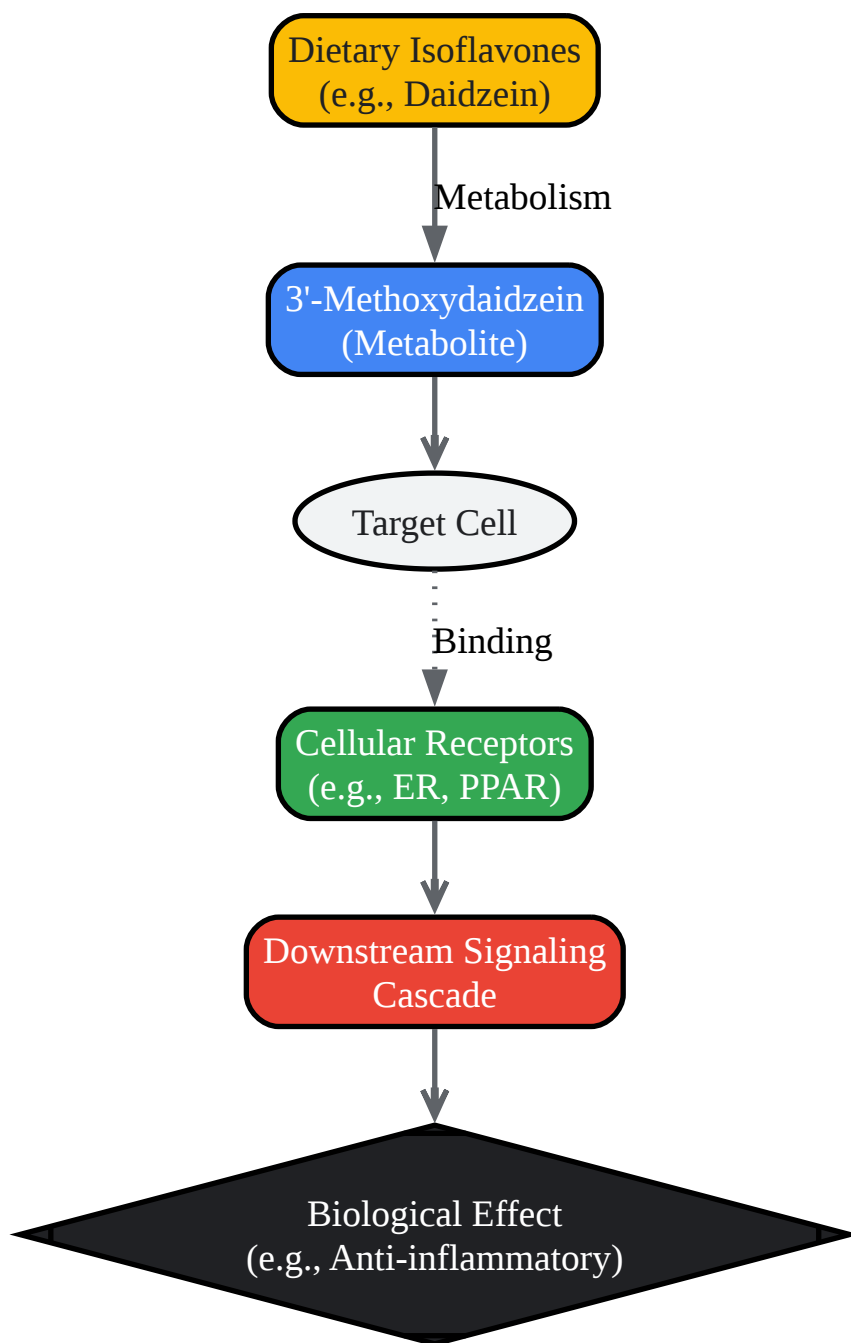 Dietary Isoflavones
(e.g., Daidzein)
Metabolism
3'-Methoxydaidzein
(Metabolite)
Target Cell
Binding
Cellular Receptors
(e.g., ER, PPAR)
Downstream Signaling
Cascade
Biological Effect
(e.g., Anti-inflammatory)